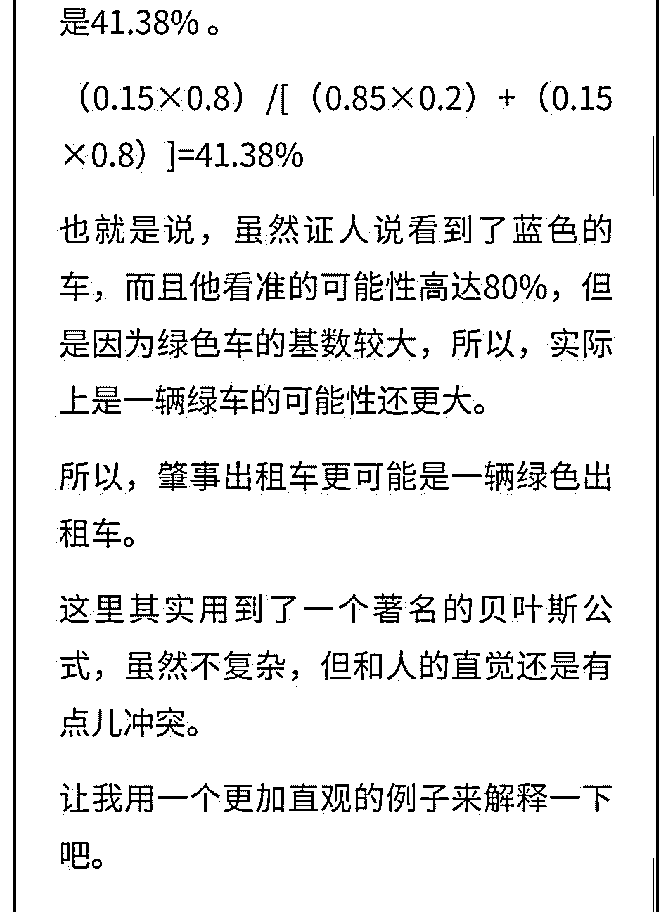 是41.38%。
（0.15×0.8）/[（0.85×0.2）+（0.15
×0.8）]=41.38%
也就是说，虽然证人说看到了蓝色的
车，而且他看准的可能性高达80%，但
是因为绿色车的基数较大，所以，实际
上是一辆绿车的可能性还更大。
所以，肇事出租车更可能是一辆绿色出
租车。
这里其实用到了一个著名的贝叶斯公
式，虽然不复杂，但和人的直觉还是有
点儿冲突。
让我用一个更加直观的例子来解释一下
吧。